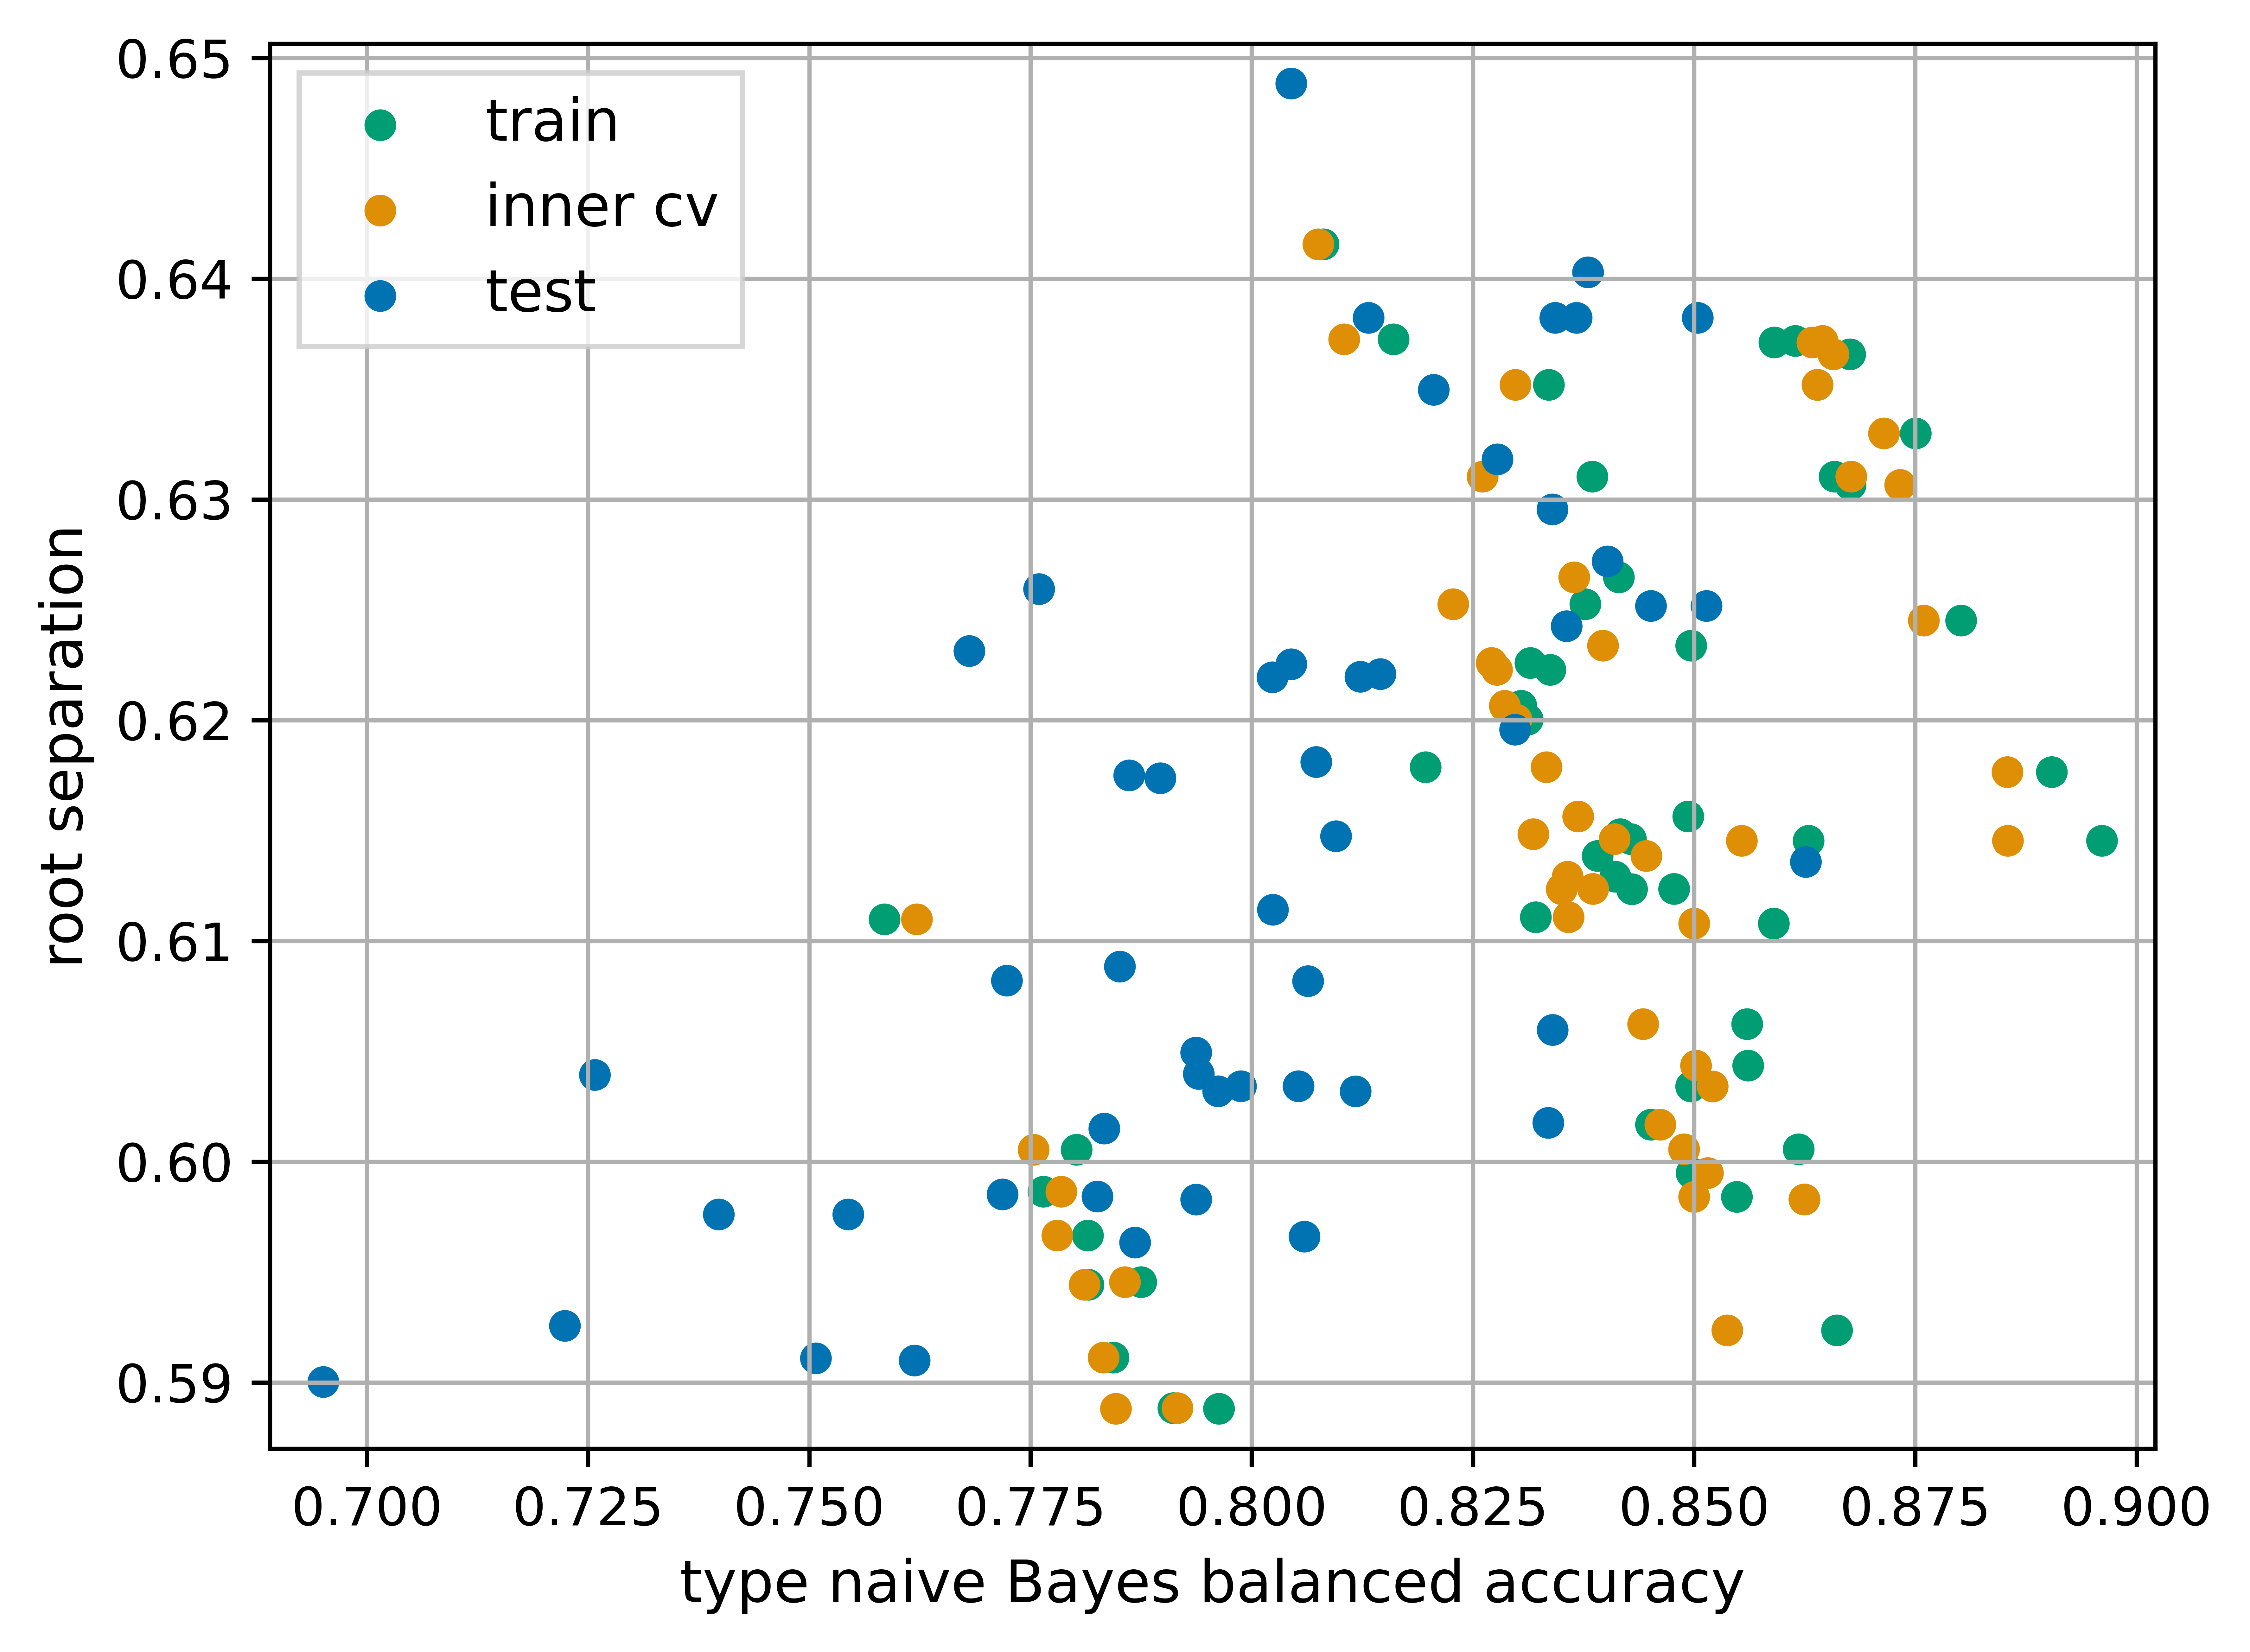 0.65
0.64
0.63
0.62
0.61
0.60
0.59
root separation
train
inner cv
test
0.700 0.725 0.750 0.775 0.800 0.825 0.850 0.875 0.900
type naive Bayes balanced accuracy